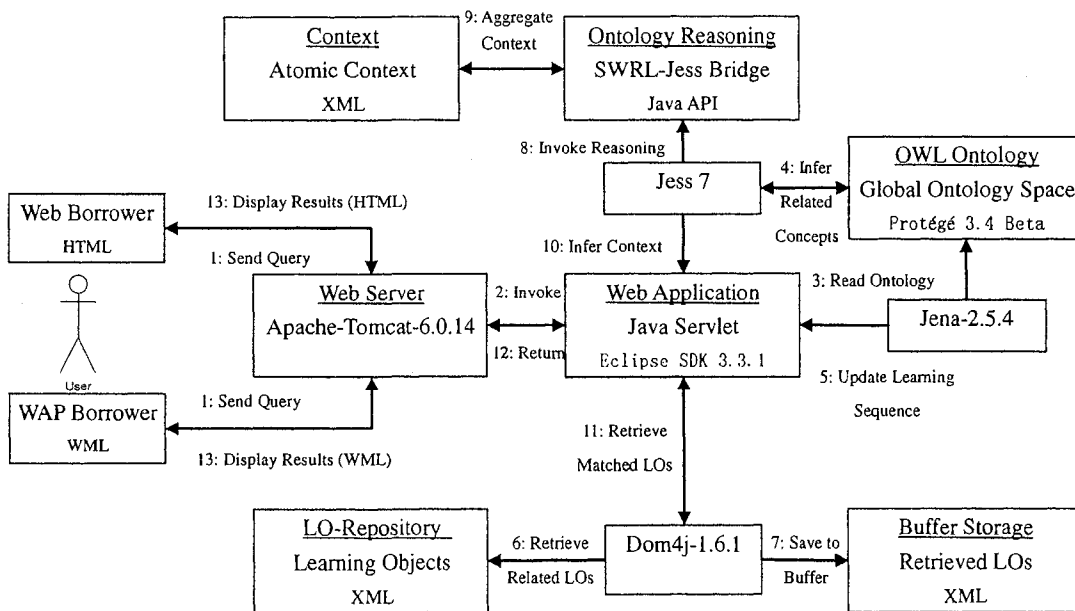 Context
Atomic Context
XML
9: Aggregate
Context
Ontology Reasoning
SWRL-Jess Bridge
Java API
8: Invoke Reasoning
Jess 7
4: Infer
Related
Concepts
OWL Ontology
Global Ontology Space
Protégé 3.4 Beta
Web Borrower
HTML
13: Display Results (HTML)
1: Send Query
10: Infer Context
3: Read Ontology
Jena-2.5.4
Web Server
Apache-Tomcat-6.0.14
2: Invoke
12: Return
Web Application
Java Servlet
Eclipse SDK 3.3.1
5: Update Learning
Sequence
User
WAP Borrower
WML
1: Send Query
13: Display Results (WML)
11: Retrieve
Matched LOs
LO-Repository
Learning Objects
XML
6: Retrieve
Related LOs
Dom4j-1.6.1
7: Save to
Buffer
Buffer Storage
Retrieved LOs
XML